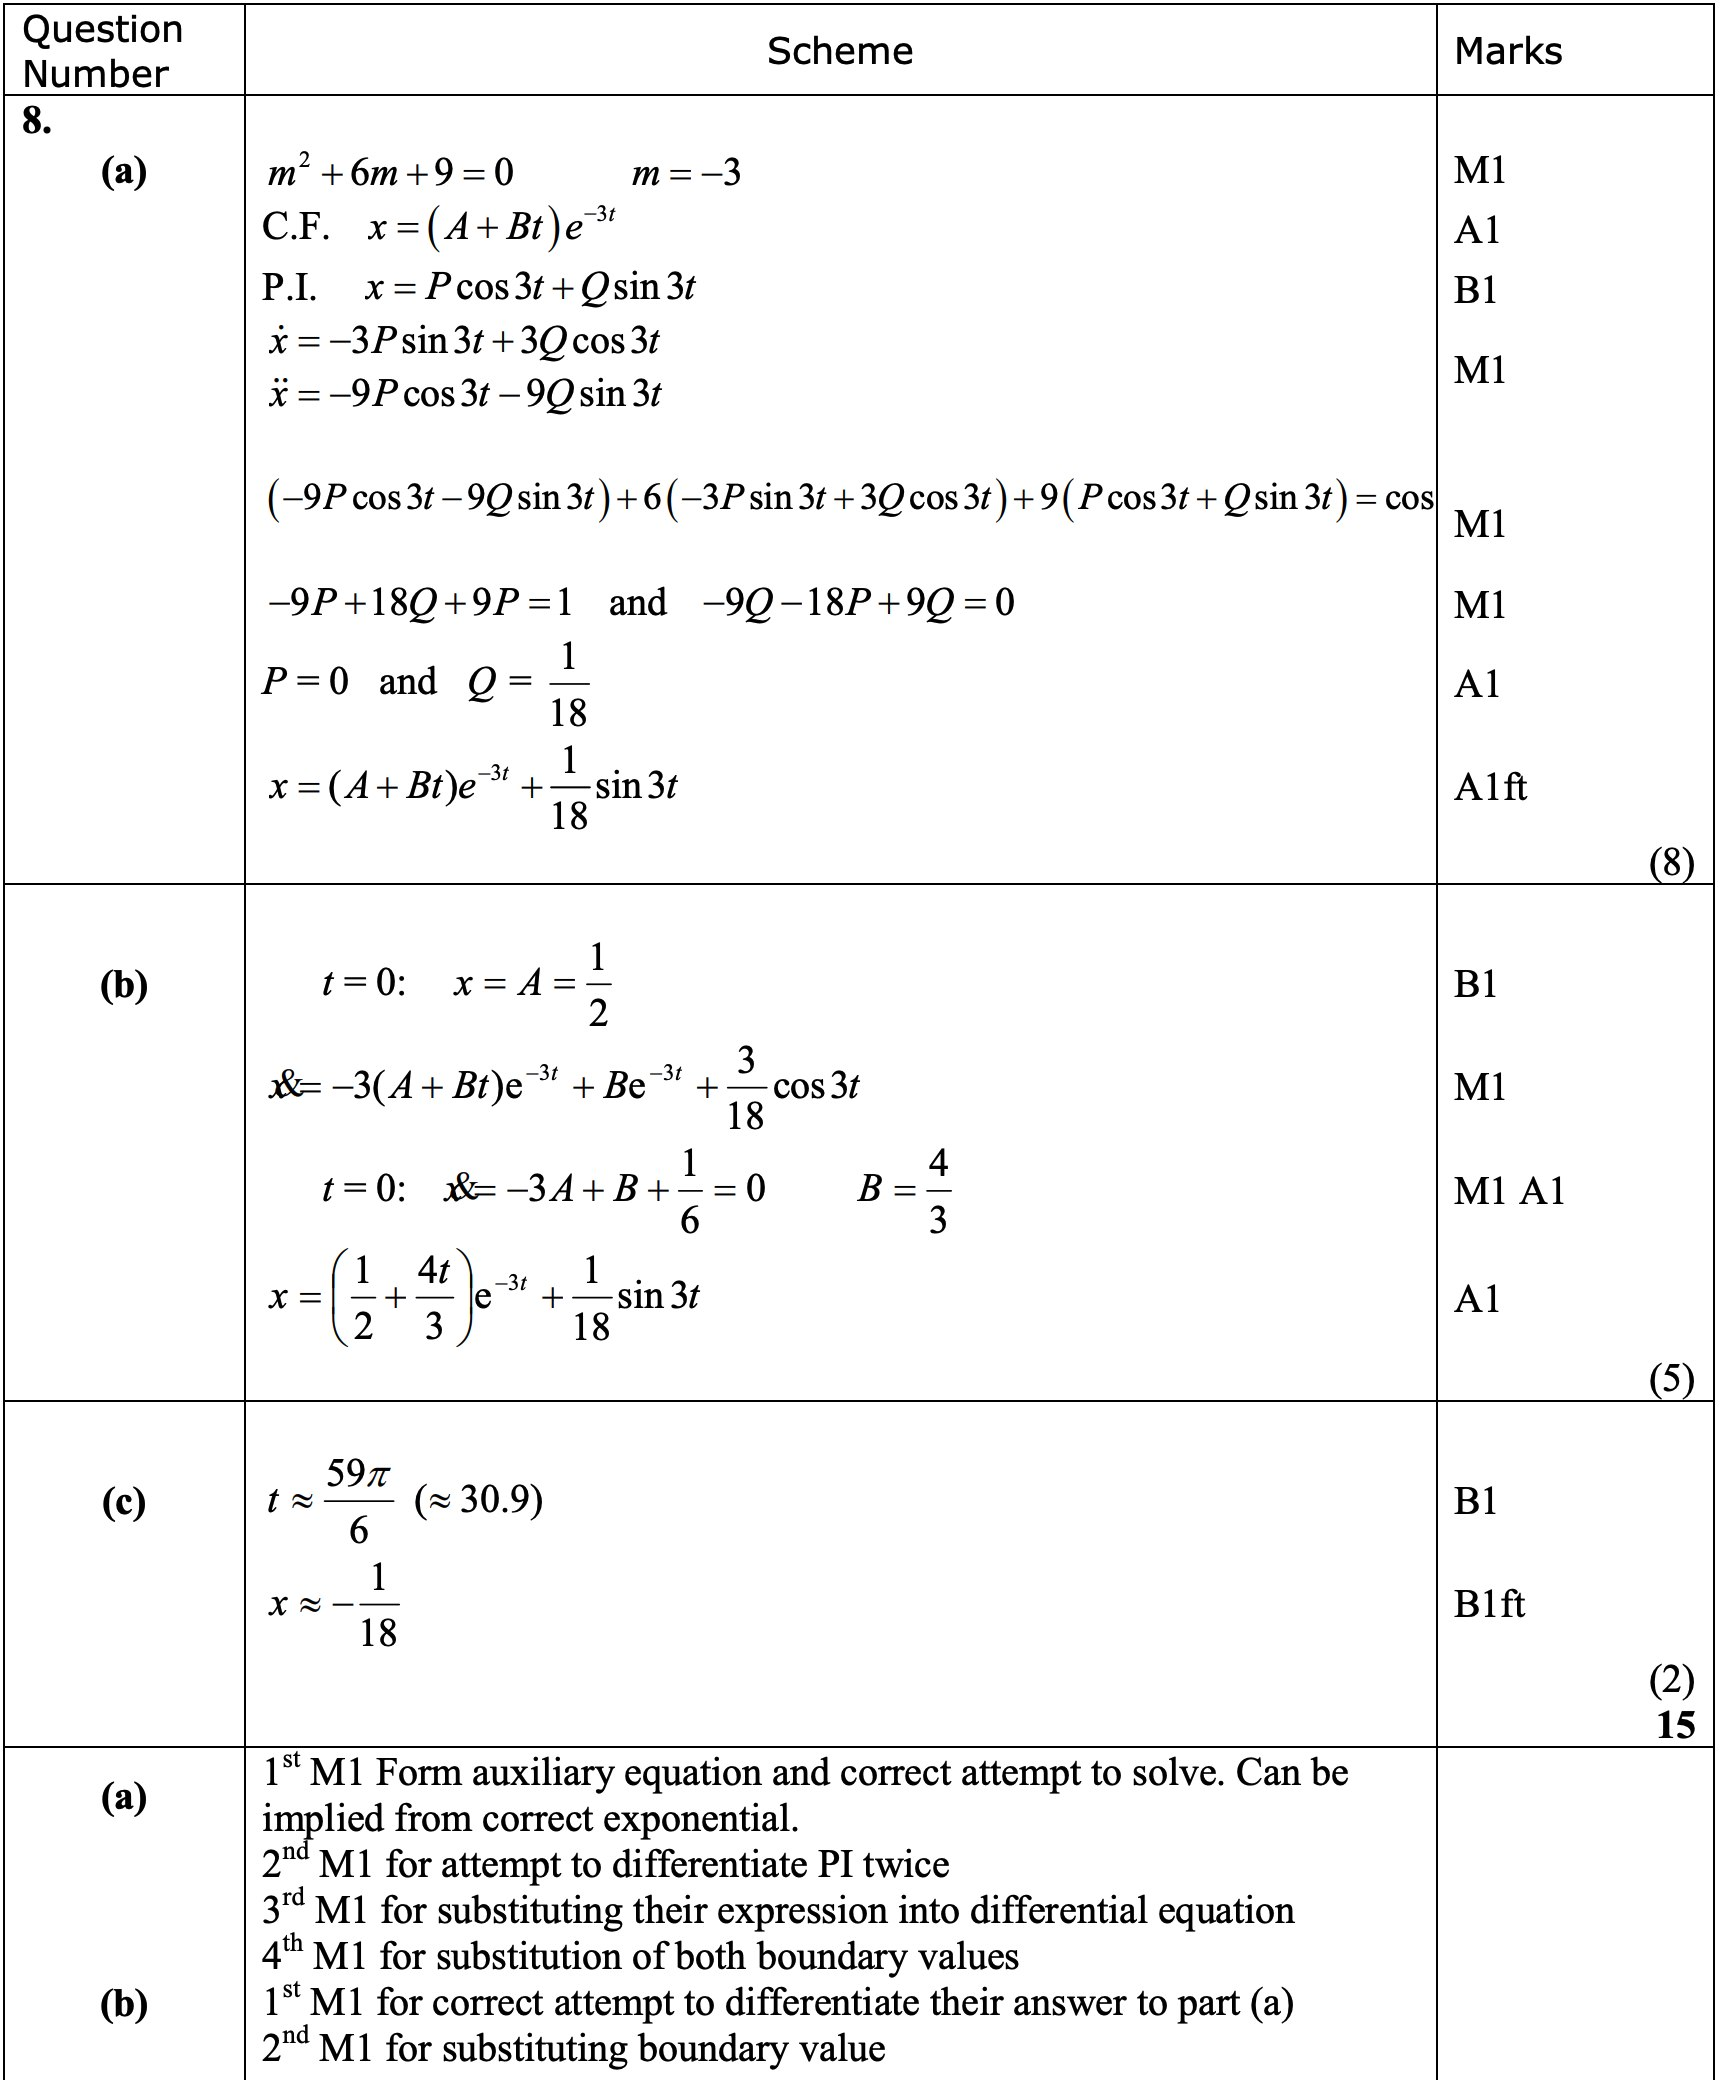 Question Number	Scheme	Marks
8.
(a)	m² + 6m + 9 = 0	m = −3	M1
C.F.	x = (A + Bt)e^{−3t}	A1
P.I.	x = P cos 3t + Q sin 3t	B1
ẋ = −3P sin 3t + 3Q cos 3t
ẍ = −9P cos 3t − 9Q sin 3t	M1
(−9P cos 3t − 9Q sin 3t) + 6(−3P sin 3t + 3Q cos 3t) + 9(P cos 3t + Q sin 3t) = cos	M1
−9P + 18Q + 9P = 1 and −9Q − 18P + 9Q = 0	M1
P = 0 and Q = 1/18	A1
x = (A + Bt)e^{−3t} + 1/18 sin 3t	A1ft
(8)
(b)	t = 0:	x = A = 1/2	B1
x&= −3(A + Bt)e^{−3t} + Be^{−3t} + 3/18 cos 3t	M1
t = 0:	x&= −3A + B + 1/6 = 0	B = 4/3	M1 A1
x = (1/2 + 4t/3)e^{−3t} + 1/18 sin 3t	A1
(5)
(c)	t ≈ 59π/6 (≈ 30.9)	B1
x ≈ −1/18	B1ft
(2)
15
(a)	1st M1 Form auxiliary equation and correct attempt to solve. Can be
implied from correct exponential.
2nd M1 for attempt to differentiate PI twice
3rd M1 for substituting their expression into differential equation
4th M1 for substitution of both boundary values
(b)	1st M1 for correct attempt to differentiate their answer to part (a)
2nd M1 for substituting boundary value